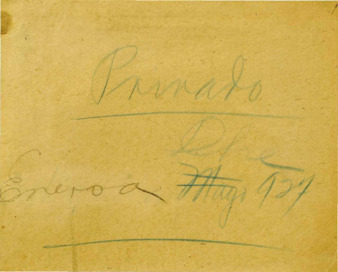 Privado
Dbre
Enero a Mayo 927